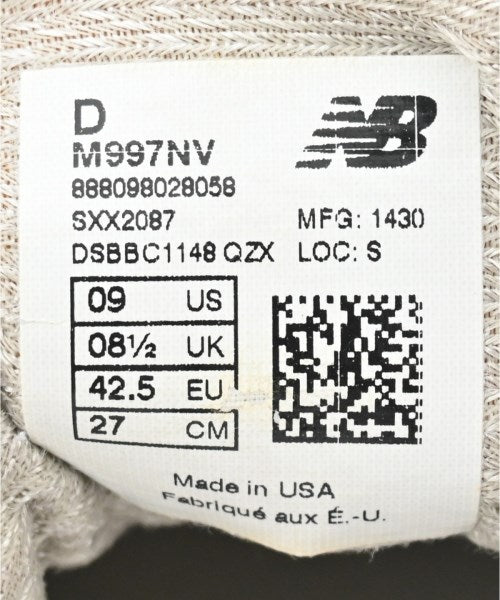 D
NB
M997NV
888098028058
SXX2087 MFG: 1430
DSBBC1148 QZX LOC: S
09 US
08½ UK
42.5 EU
27 CM
Made in USA
Fabriqué aux É.-U.